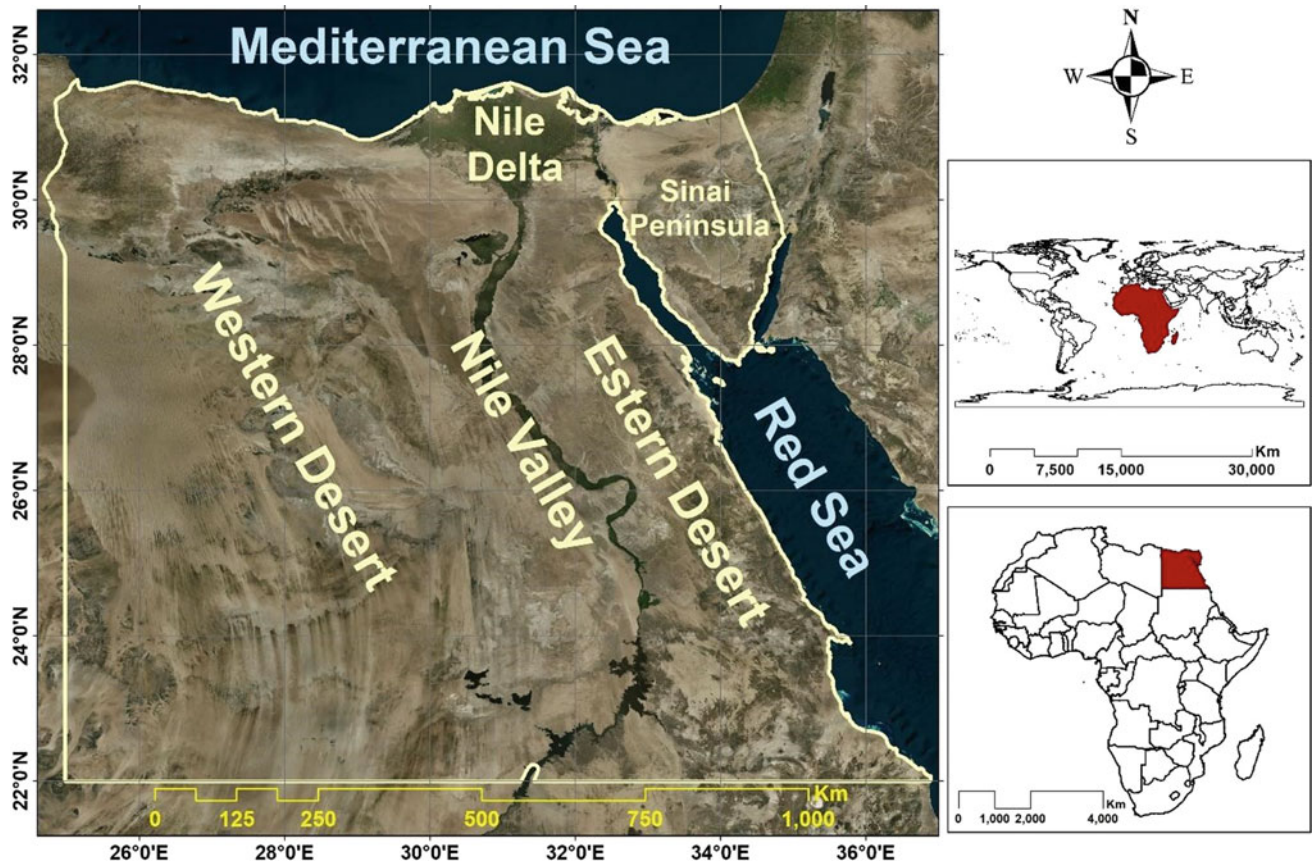 Mediterranean Sea
Nile
Delta
Sinai
Peninsula
Western Desert
Nile Valley
Estern Desert
Red Sea
32°0'N
30°0'N
28°0'N
26°0'N
24°0'N
22°0'N
Km
0 125 250 500 750 1,000
26°0'E 28°0'E 30°0'E 32°0'E 34°0'E 36°0'E
N
W E
S
Km
0 7,500 15,000 30,000
Km
0 1,000 2,000 4,000